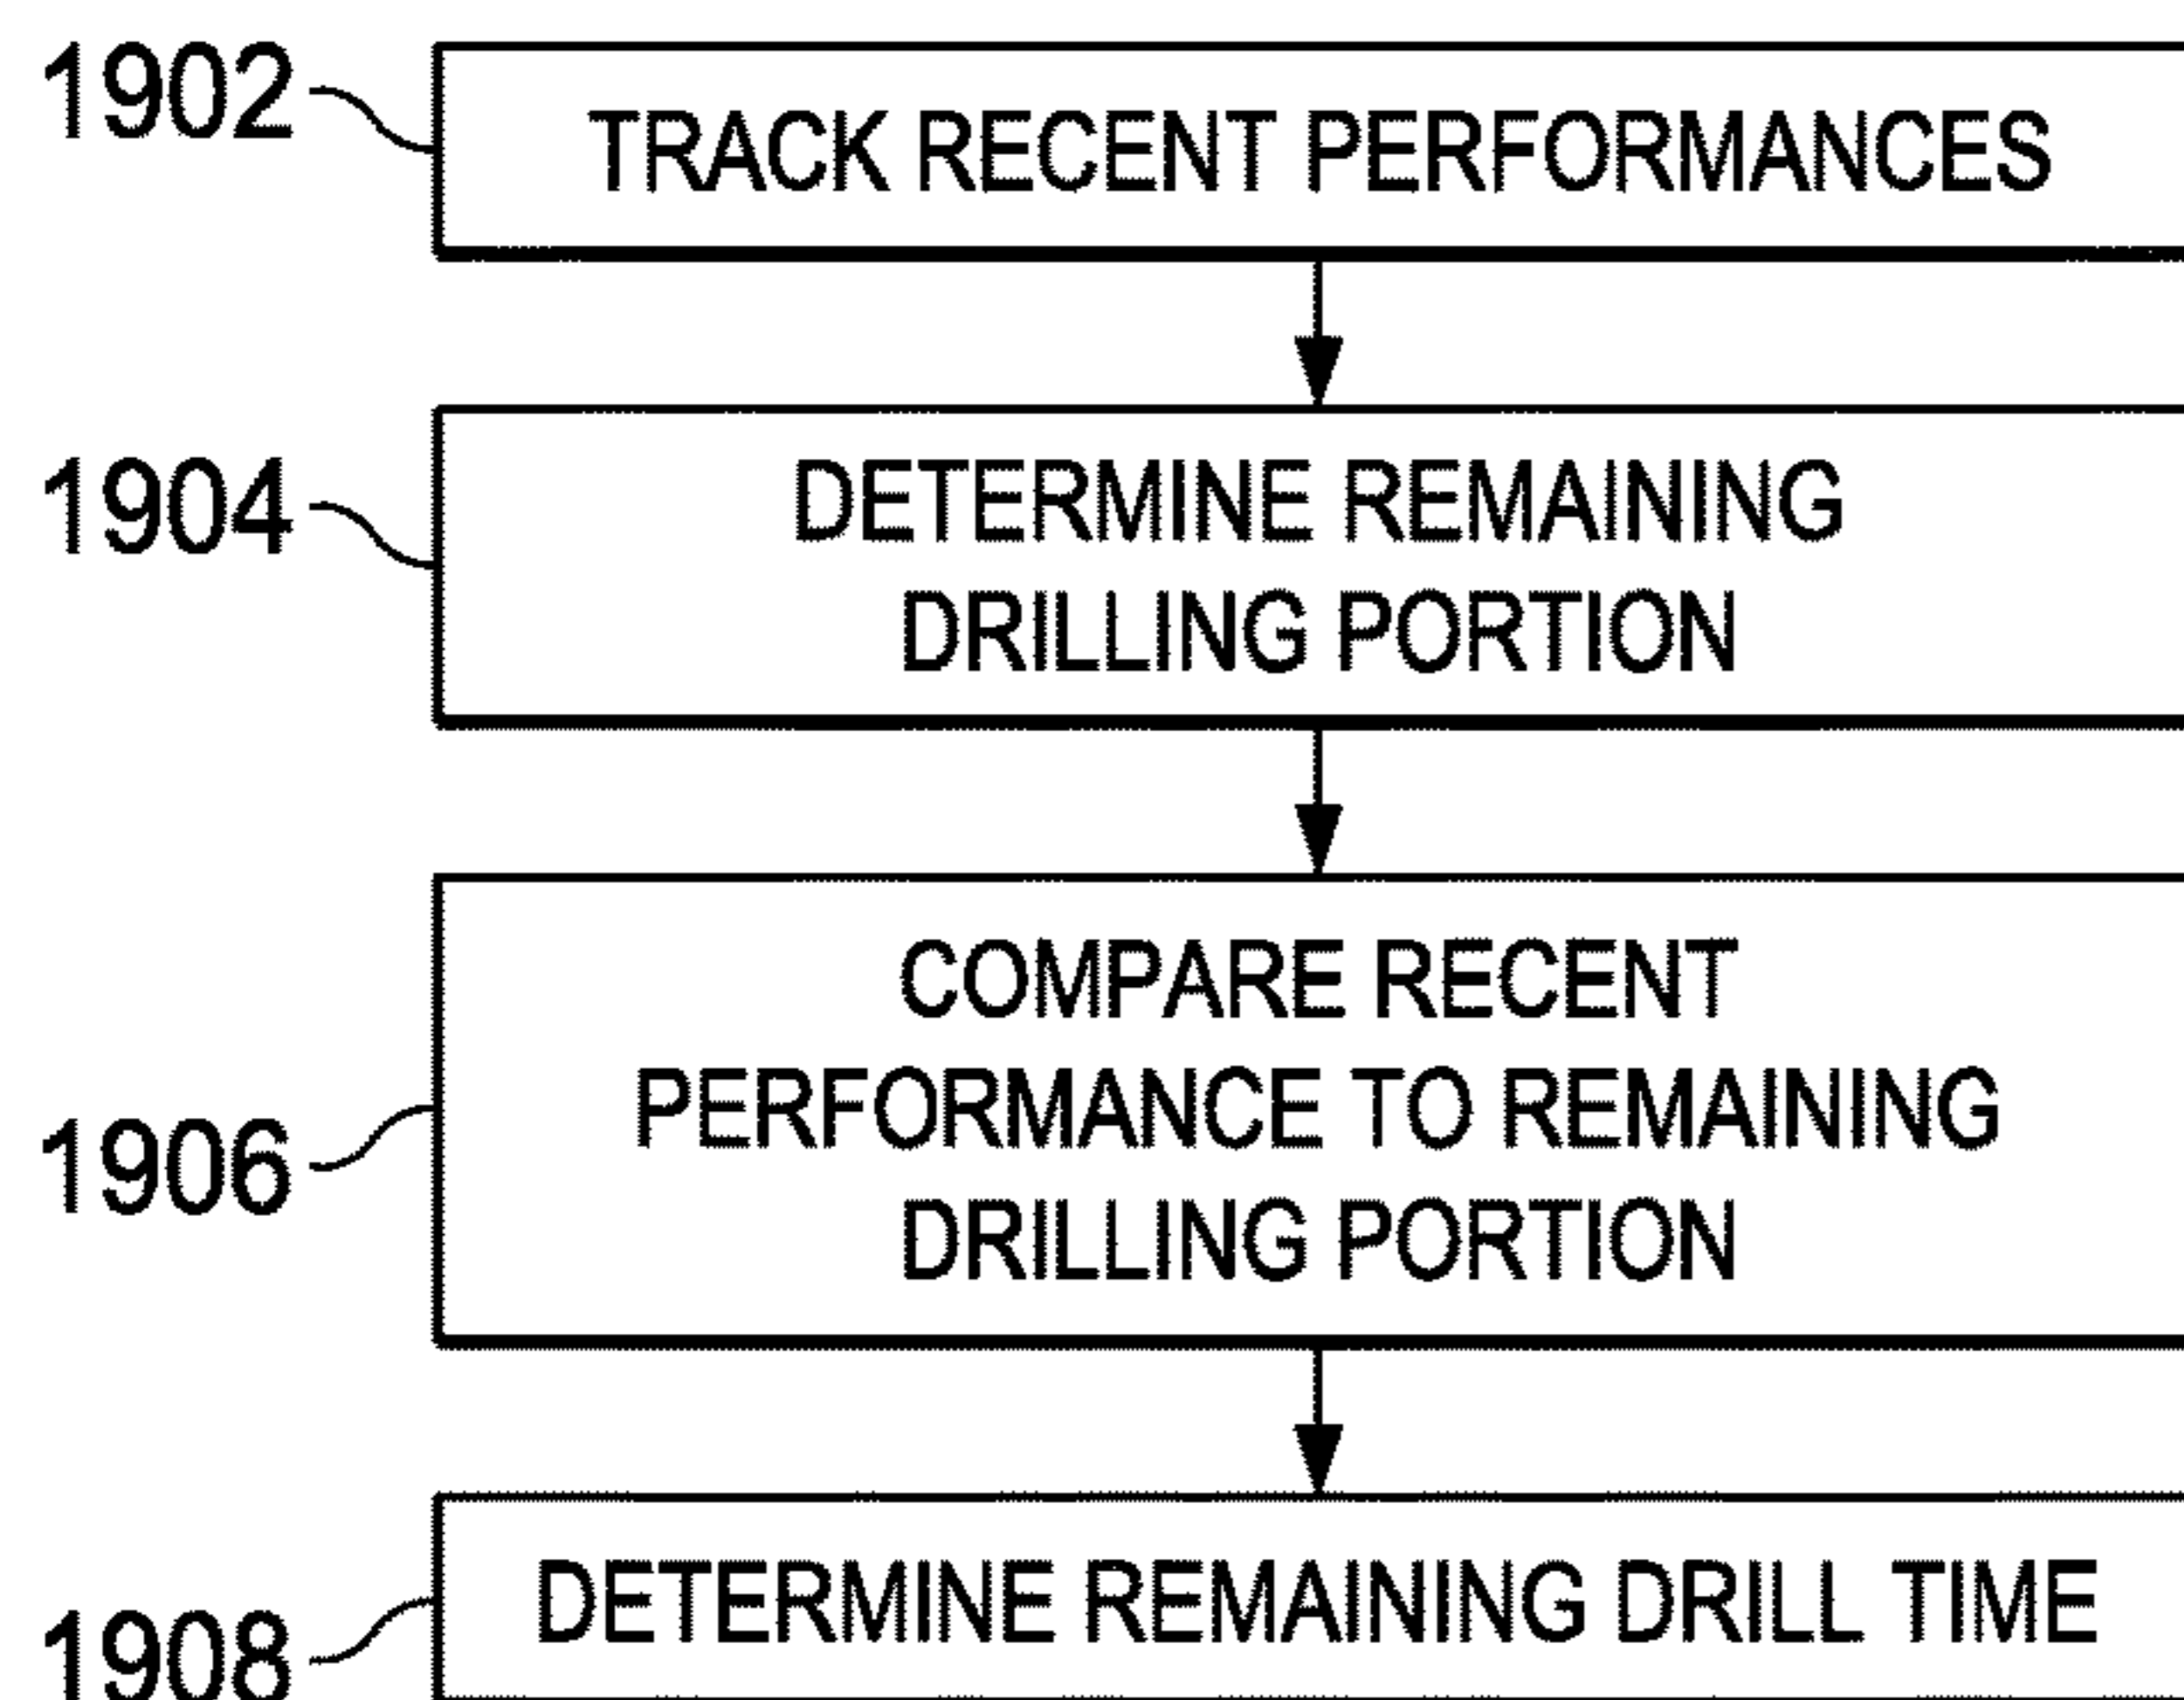 1902
TRACK RECENT PERFORMANCES
1904
DETERMINE REMAINING
DRILLING PORTION
COMPARE RECENT
PERFORMANCE TO REMAINING
1906
DRILLING PORTION
DETERMINE REMAINING DRILL TIME
1908